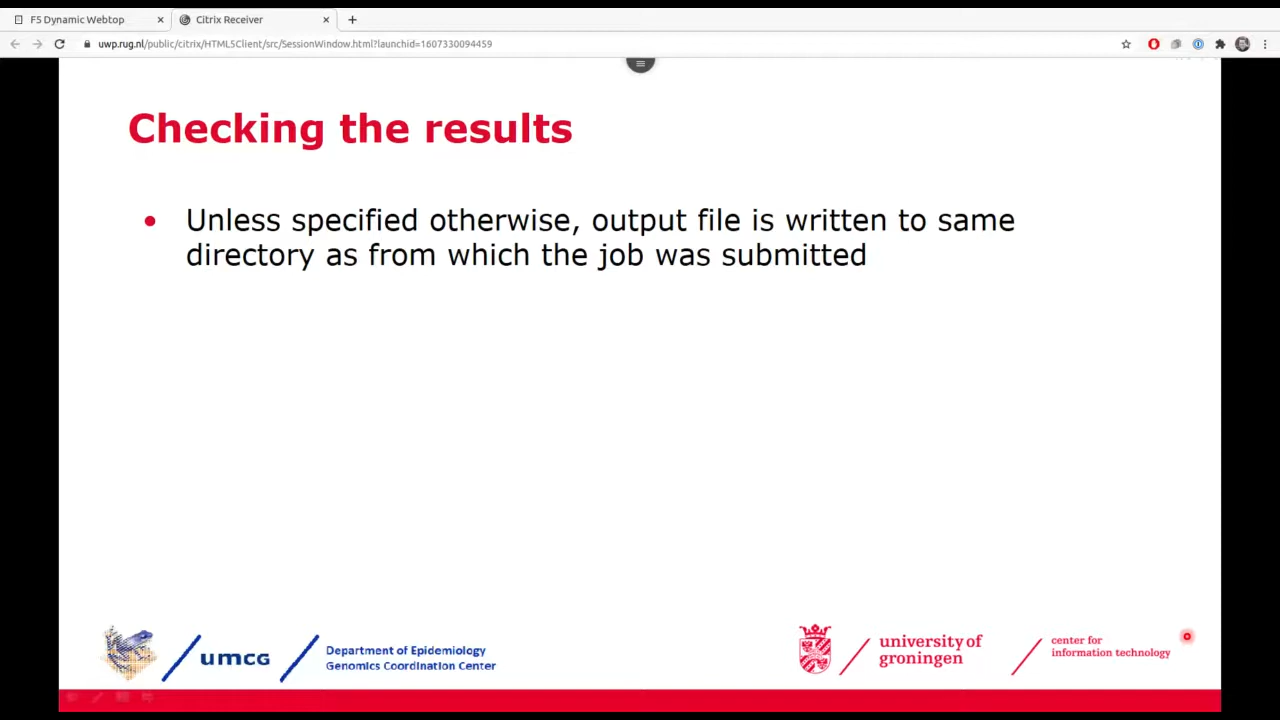 F5 Dynamic Webtop
Citrix Receiver
uwp.rug.nl/public/citrix/HTML5Client/src/SessionWindow.html?launchid=1607330094459
Checking the results
• Unless specified otherwise, output file is written to same
directory as from which the job was submitted
umcg
Department of Epidemiology
Genomics Coordination Center
university of
groningen
center for
information technology